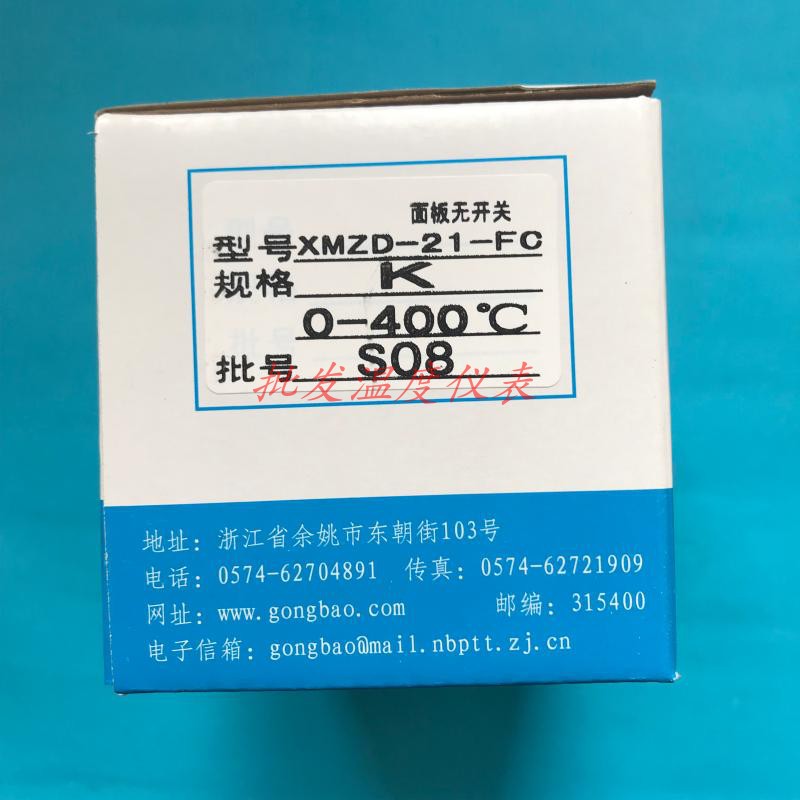 面板无开关
型号XMZD-21-FC
规格 K
0-400℃
批号 S08
批发温度仪表
地址：浙江省余姚市东朝街103号
电话：0574-62704891 传真：0574-62721909
网址：www.gongbao.com 邮编：315400
电子信箱：gongbao@mail.nbptt.zj.cn